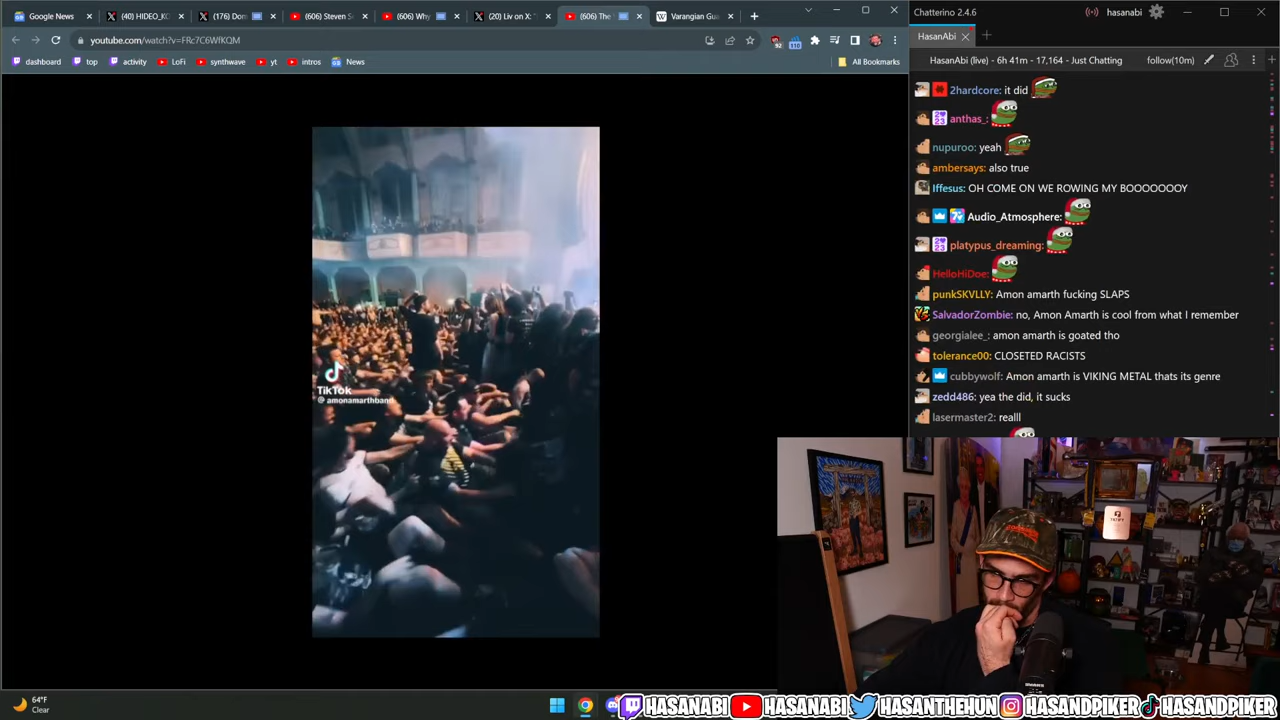 Google News
(40) HIDEO_KO
(176) Don
(606) Steven S
(606) Why
(20) Liv on X: "
(606) The
Varangian Gua
youtube.com/watch?v=FRc7C6WfKQM
dashboard
top
activity
LoFi
synthwave
yt
intros
News
All Bookmarks
TikTok
@amonamarthband
Chatterino 2.4.6
hasanabi
HasanAbi
HasanAbi (live) - 6h 41m - 17,164 - Just Chatting
follow(10m)
2hardcore: it did
anthas_:
nupuroo: yeah
ambersays: also true
Iffesus: OH COME ON WE ROWING MY BOOOOOOOY
Audio_Atmosphere:
platypus_dreaming:
HelloHiDoe:
punkSKVLLY: Amon amarth fucking SLAPS
SalvadorZombie: no, Amon Amarth is cool from what I remember
georgialee_: amon amarth is goated tho
tolerance00: CLOSETED RACISTS
cubbywolf: Amon amarth is VIKING METAL thats its genre
zedd486: yea the did, it sucks
lasermaster2: realll
64°F
Clear
HASANABI
HASANABI
HASANTHEHUN
HASANDPIKER
HASANDPIKER